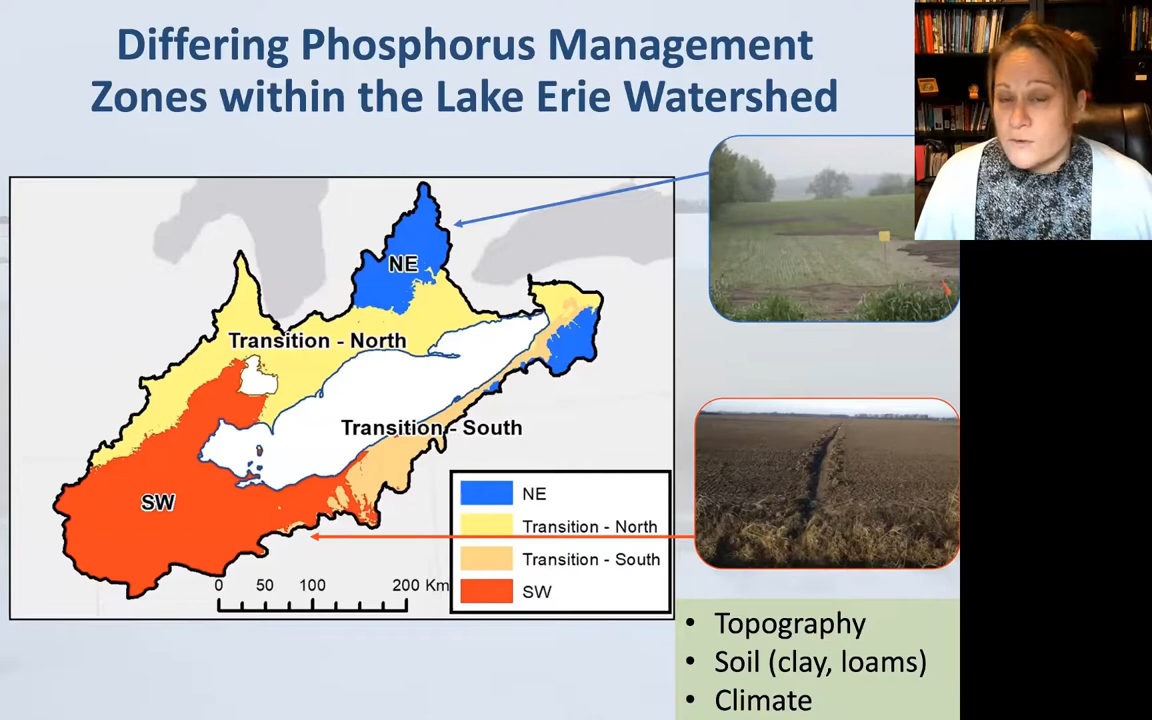 Differing Phosphorus Management
Zones within the Lake Erie Watershed
NE
Transition - North
Transition - South
SW
NE
Transition - North
Transition - South
SW
0 50 100 200 Km
• Topography
• Soil (clay, loams)
• Climate